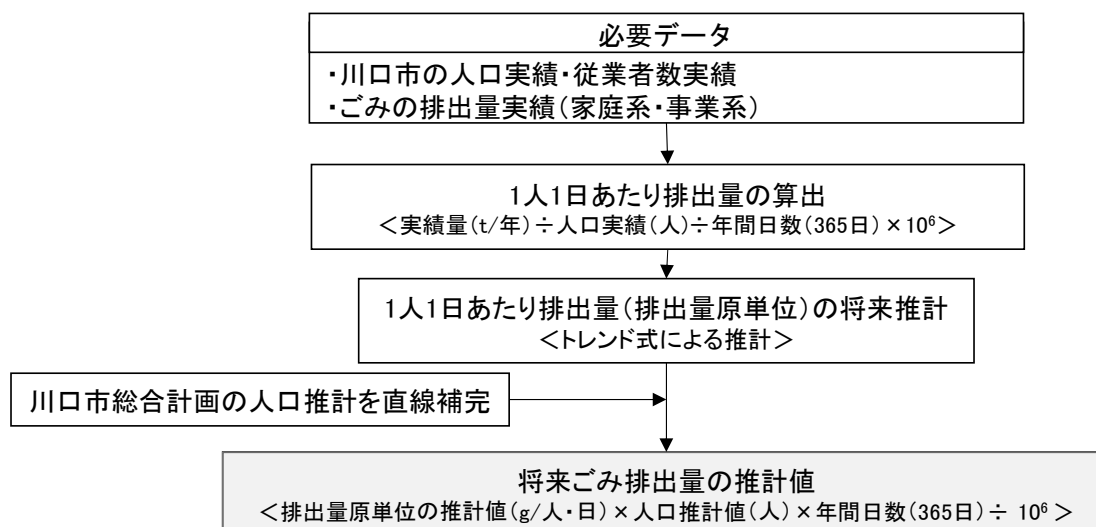 必要データ
・川口市の人口実績・従業者数実績
・ごみの排出量実績(家庭系・事業系)
1人1日あたり排出量の算出
<実績量(t/年)÷人口実績(人)÷年間日数(365日)×10⁶>
1人1日あたり排出量(排出量原単位)の将来推計
<トレンド式による推計>
川口市総合計画の人口推計を直線補完
将来ごみ排出量の推計値
<排出量原単位の推計値(g/人・日)×人口推計値(人)×年間日数(365日)÷ 10⁶ >